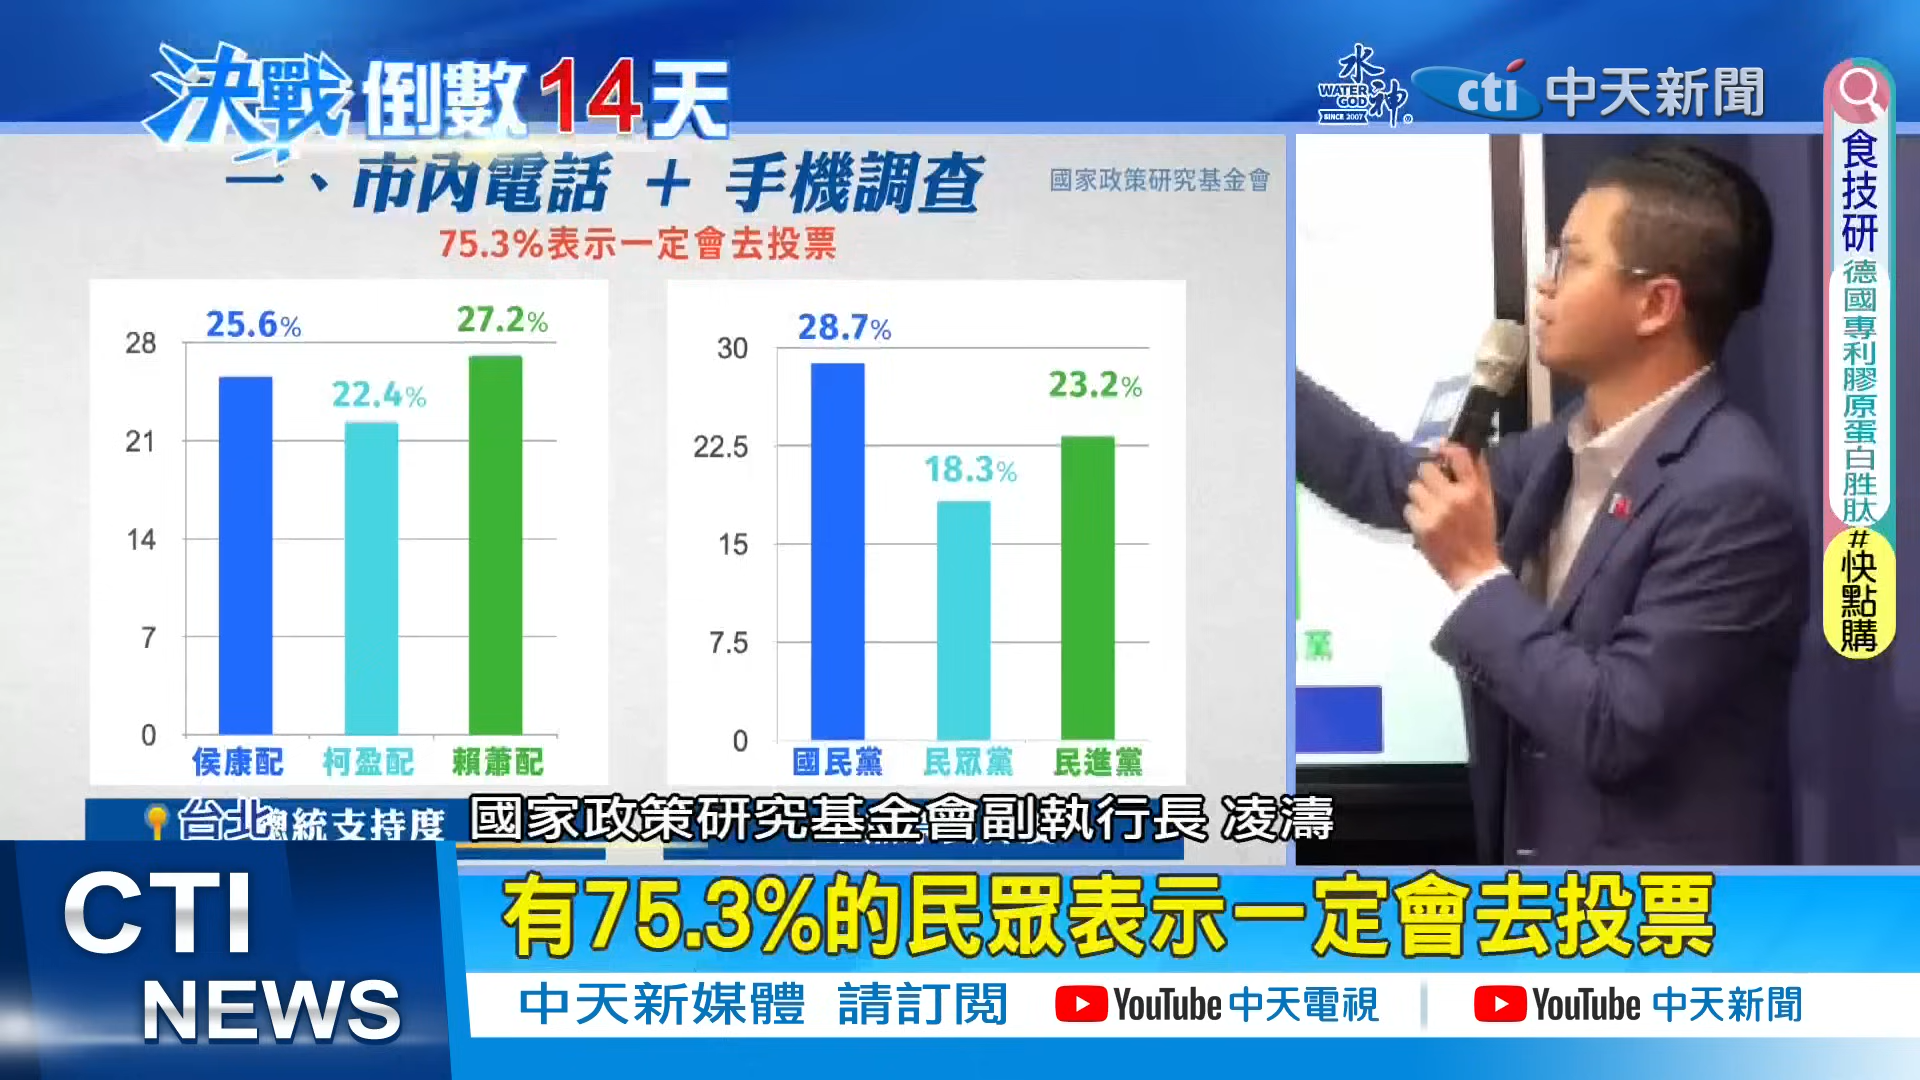 決戰倒數14天
水神
WATER GOD
SINCE 2007
cti 中天新聞
一、市內電話 + 手機調查
國家政策研究基金會
75.3%表示一定會去投票
25.6%
22.4%
27.2%
28
21
14
7
0
侯康配
柯盈配
賴蕭配
28.7%
18.3%
23.2%
30
22.5
15
7.5
0
國民黨
民眾黨
民進黨
黨
食技研
德國專利膠原蛋白胜肽
#快點購
台北
總統支持度
國家政策研究基金會副執行長 凌濤
CTI
NEWS
有75.3%的民眾表示一定會去投票
中天新媒體 請訂閱 YouTube 中天電視 | YouTube 中天新聞